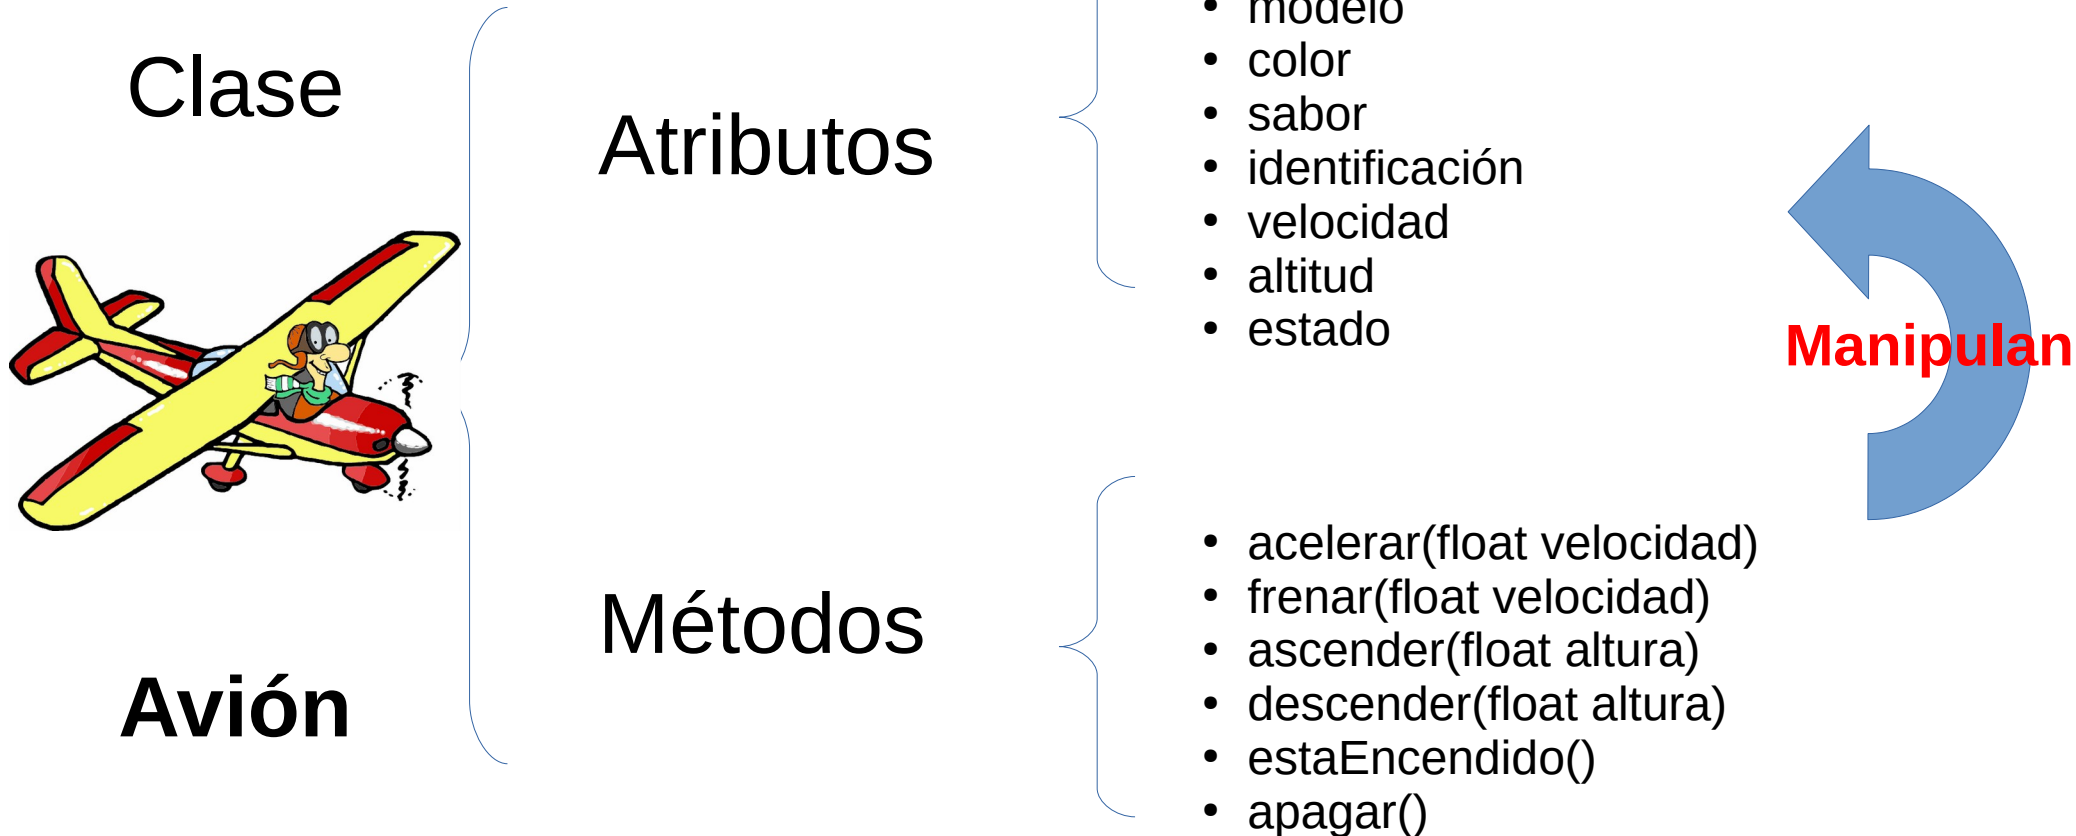 Clase
Avión
Atributos
• modelo
• color
• sabor
• identificación
• velocidad
• altitud
• estado
Manipulan
Métodos
• acelerar(float velocidad)
• frenar(float velocidad)
• ascender(float altura)
• descender(float altura)
• estaEncendido()
• apagar()